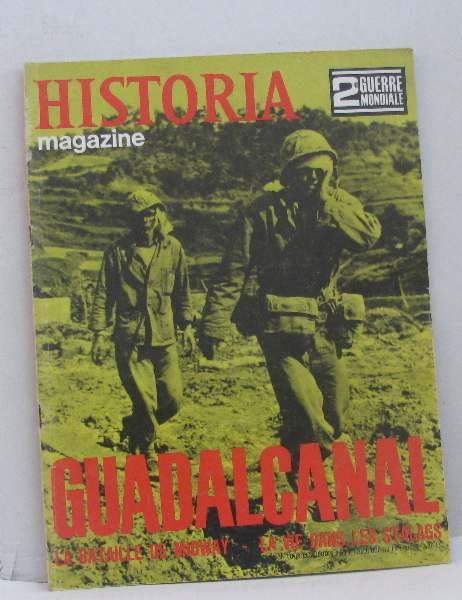 HISTORIA
magazine
2e GUERRE
MONDIALE
GUADALCANAL
LA BATAILLE DE MIDWAY - LA VIE DANS LES STALAGS